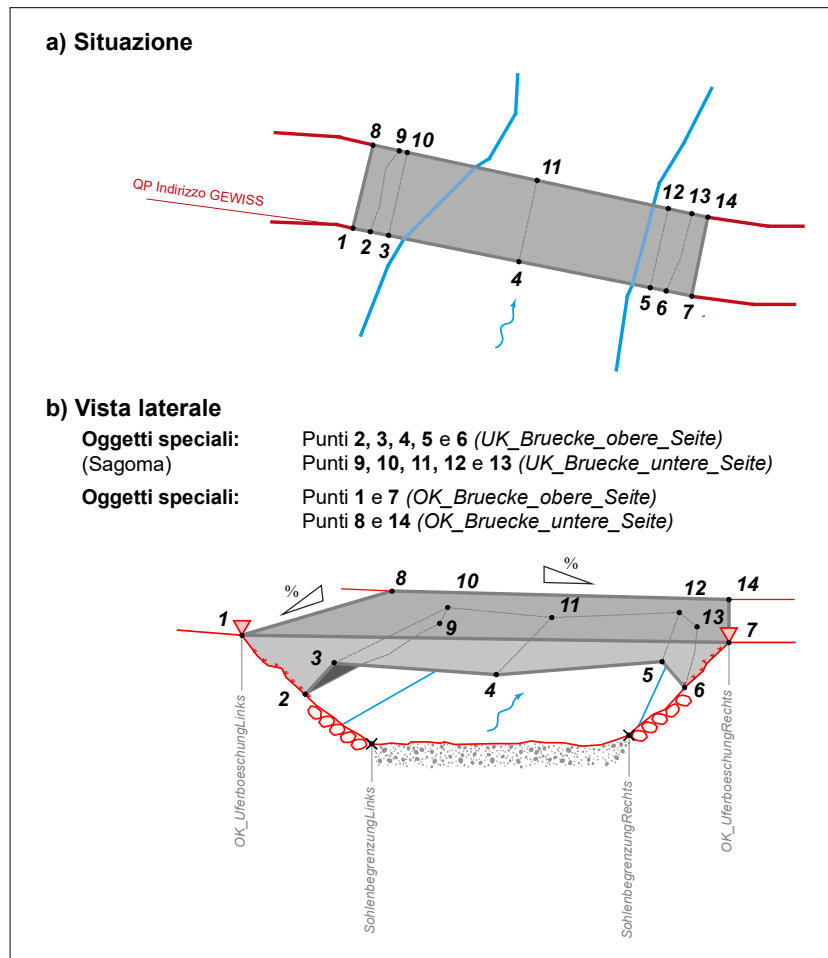 a) Situazione
8
9
10
11
12
13
14
QP Indirizzo GEWISS
1
2
3
4
5
6
7
b) Vista laterale
Oggetti speciali: Punti 2, 3, 4, 5 e 6 (UK_Bruecke_obere_Seite)
(Sagoma) Punti 9, 10, 11, 12 e 13 (UK_Bruecke_untere_Seite)
Oggetti speciali: Punti 1 e 7 (OK_Bruecke_obere_Seite)
Punti 8 e 14 (OK_Bruecke_untere_Seite)
%
%
8
10
12
14
1
11
13
9
7
3
5
4
6
2
OK_UferboeschungLinks
SohlenbegrenzungLinks
SohlenbegrenzungRechts
OK_UferboeschungRechts